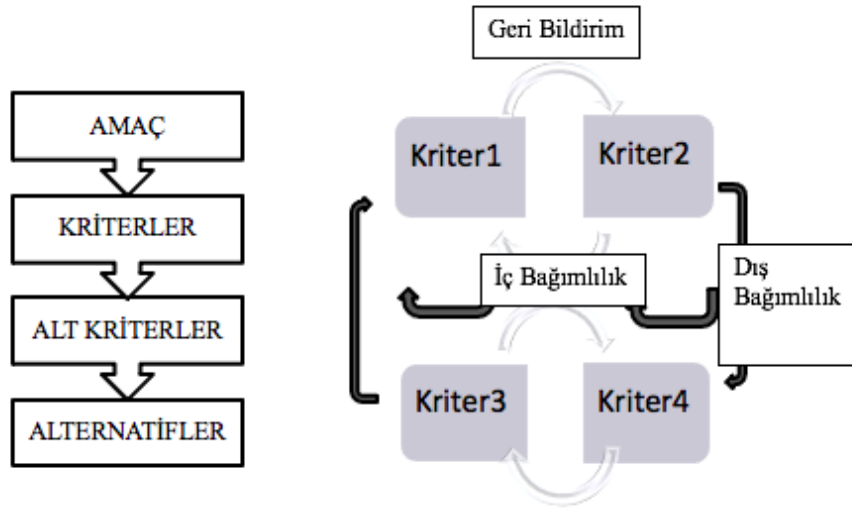 AMAÇ
KRİTERLER
ALT KRİTERLER
ALTERNATİFLER
Geri Bildirim
Kriter1
Kriter2
İç Bağımlılık
Dış
Bağımlılık
Kriter3
Kriter4